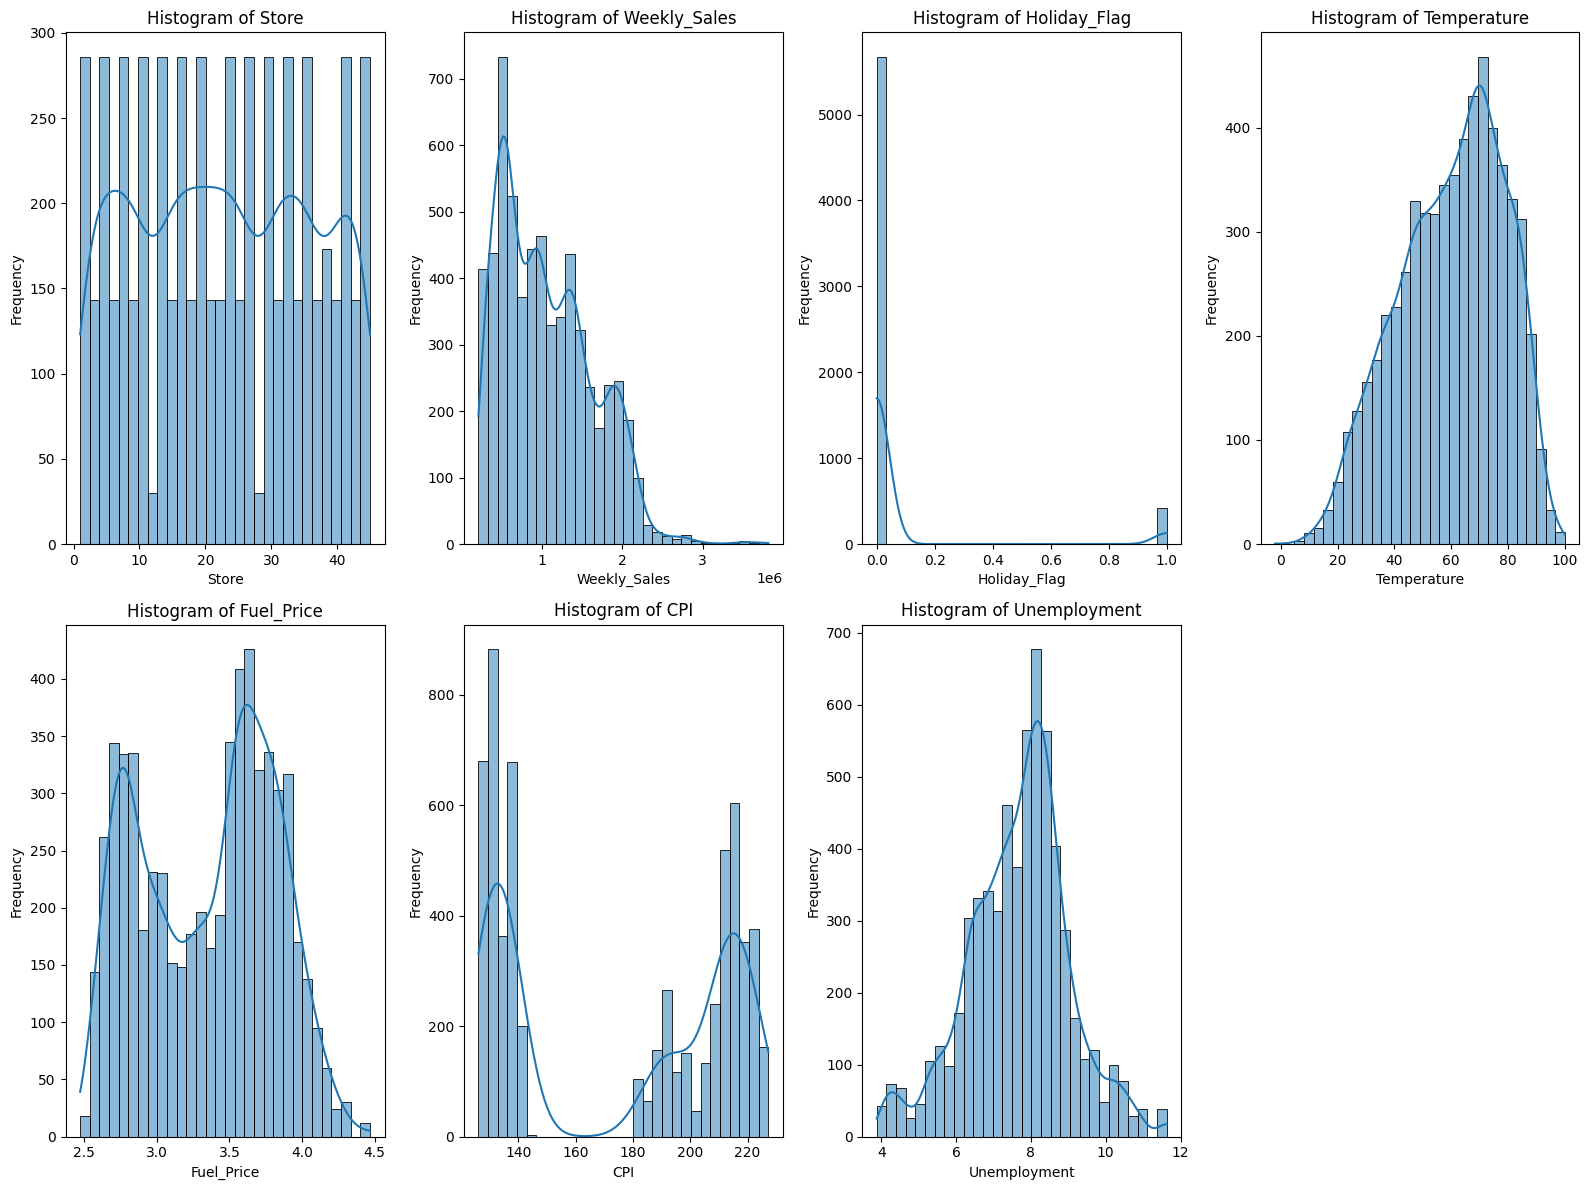 Histogram of Store
Frequency
300
250
200
150
100
50
0
0 10 20 30 40
Store
Histogram of Weekly_Sales
Frequency
700
600
500
400
300
200
100
0
1 2 3
1e6
Weekly_Sales
Histogram of Holiday_Flag
Frequency
5000
4000
3000
2000
1000
0
0.0 0.2 0.4 0.6 0.8 1.0
Holiday_Flag
Histogram of Temperature
Frequency
400
300
200
100
0
0 20 40 60 80 100
Temperature
Histogram of Fuel_Price
Frequency
400
350
300
250
200
150
100
50
0
2.5 3.0 3.5 4.0 4.5
Fuel_Price
Histogram of CPI
Frequency
800
600
400
200
0
140 160 180 200 220
CPI
Histogram of Unemployment
Frequency
700
600
500
400
300
200
100
0
4 6 8 10 12
Unemployment